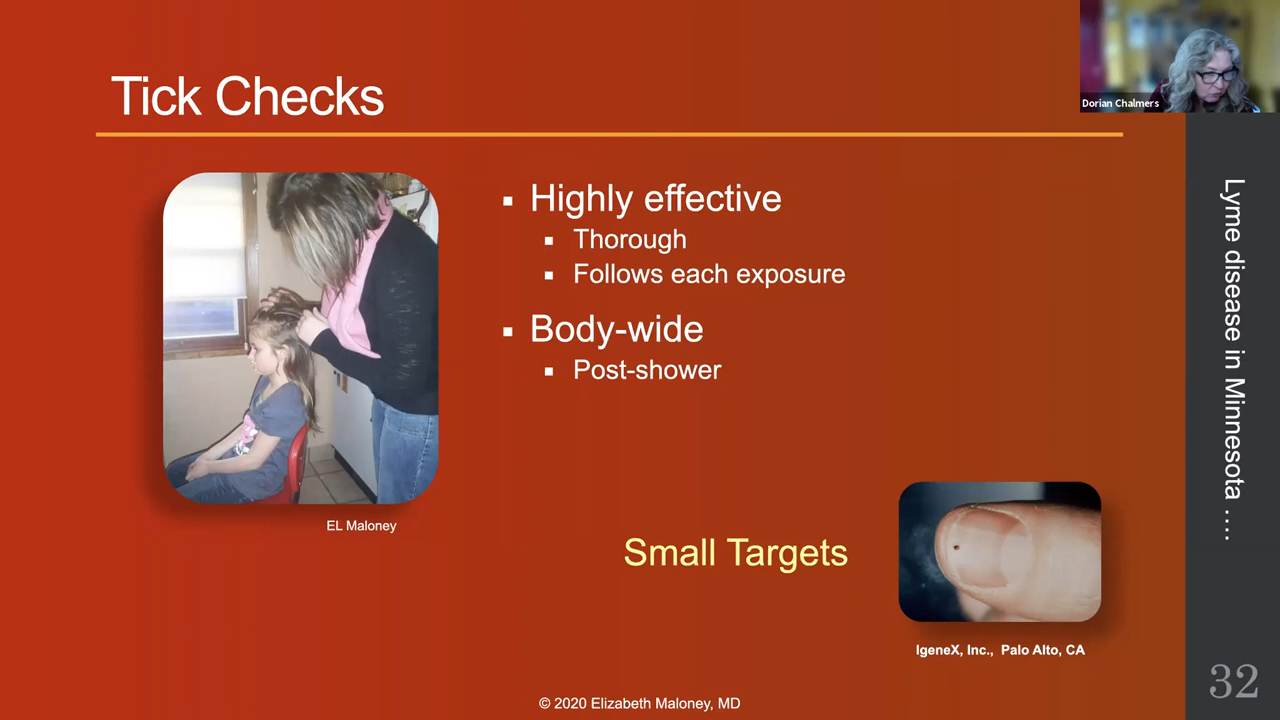 Tick Checks
Dorian Chalmers
Highly effective
Thorough
Follows each exposure
Body-wide
Post-shower
EL Maloney
Small Targets
IgeneX, Inc., Palo Alto, CA
Lyme disease in Minnesota ....
32
© 2020 Elizabeth Maloney, MD